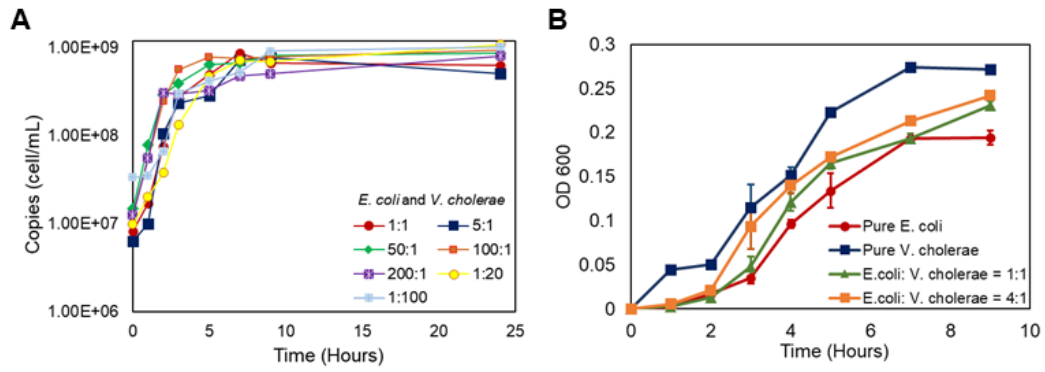 A
Copies (cell/mL)
1.00E+09
1.00E+08
1.00E+07
1.00E+06
E. coli and V. cholerae
1:1 5:1
50:1 100:1
200:1 1:20
1:100
0 5 10 15 20 25
Time (Hours)
B
OD 600
0.3
0.25
0.2
0.15
0.1
0.05
0
Pure E. coli
Pure V. cholerae
E.coli: V. cholerae = 1:1
E.coli: V. cholerae = 4:1
0 2 4 6 8 10
Time (Hours)